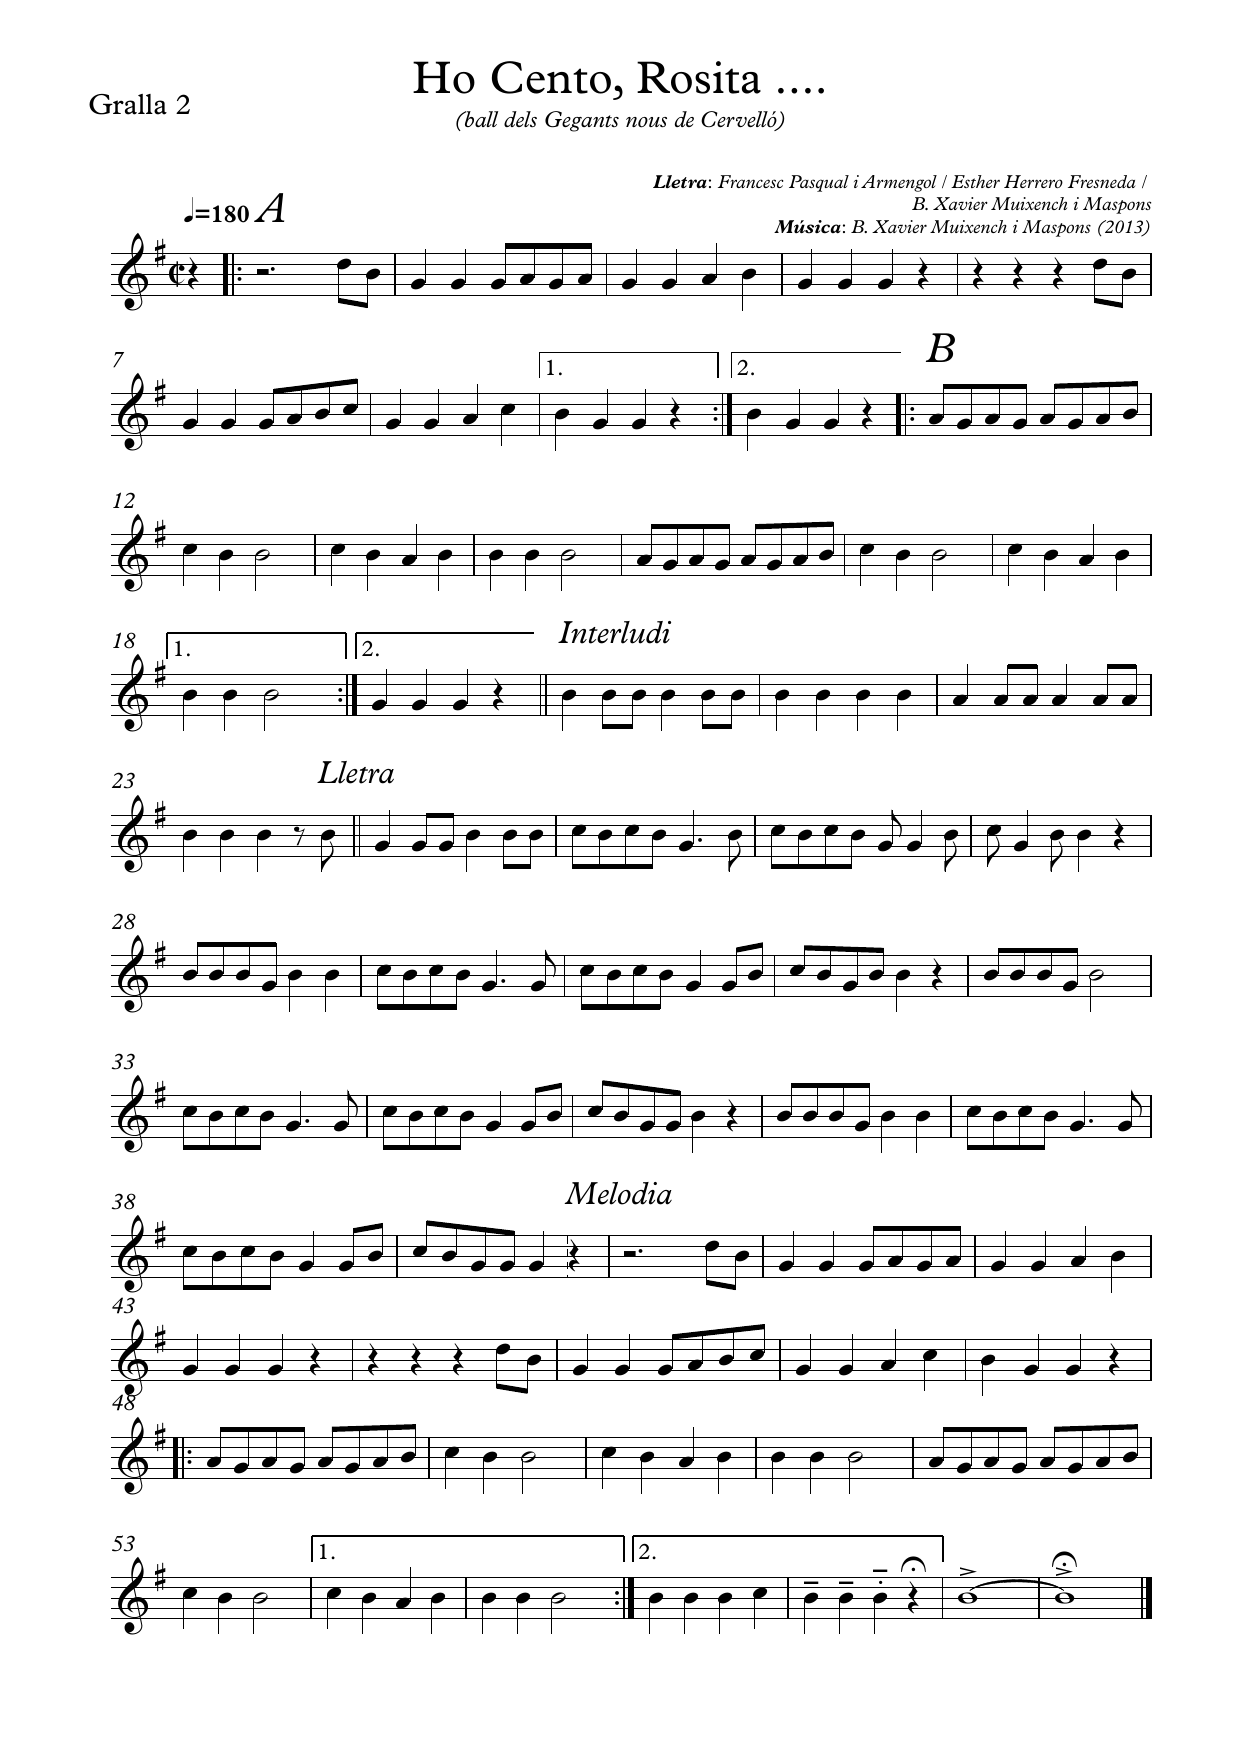 Ho Cento, Rosita ....
Gralla 2
(ball dels Gegants nous de Cervelló)
Lletra: Francesc Pasqual i Armengol / Esther Herrero Fresneda /
B. Xavier Muixench i Maspons
Música: B. Xavier Muixench i Maspons (2013)
♩=180 A
7
1.
2.
B
12
18
1.
2.
Interludi
23
Lletra
28
33
38
Melodia
43
48
53
1.
2.